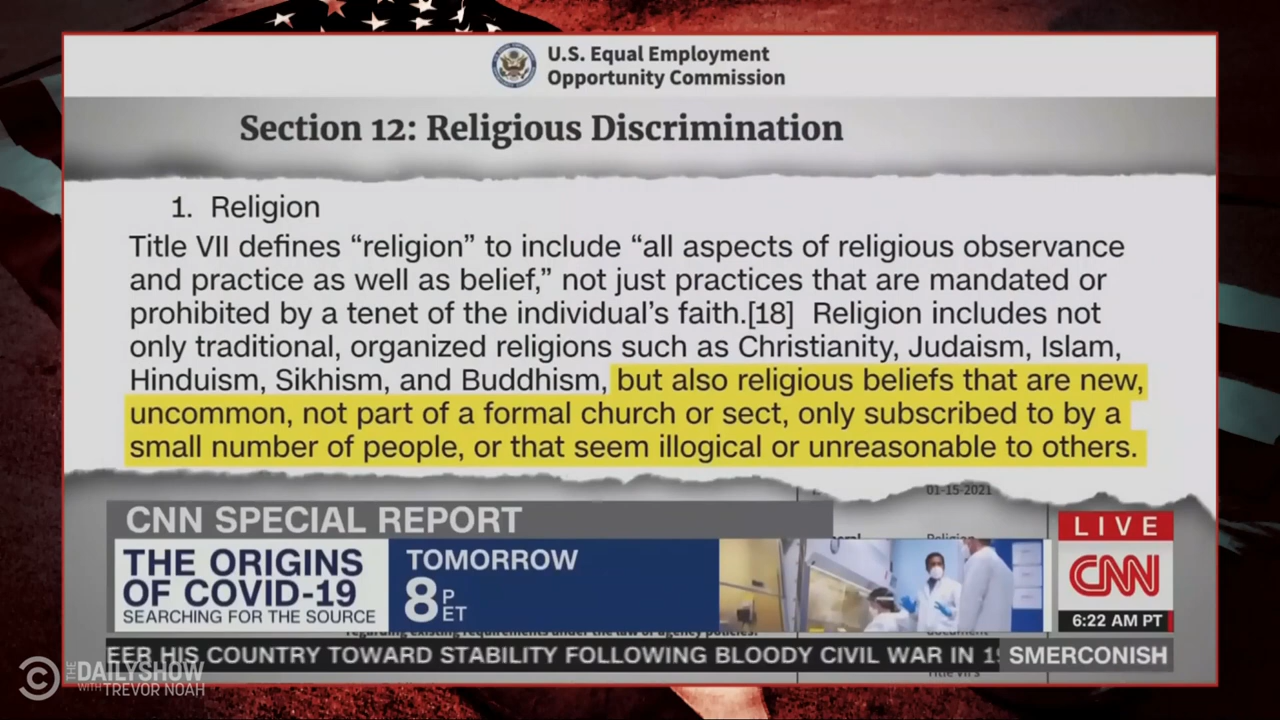 U.S. Equal Employment
Opportunity Commission
Section 12: Religious Discrimination
1. Religion
Title VII defines “religion” to include “all aspects of religious observance
and practice as well as belief,” not just practices that are mandated or
prohibited by a tenet of the individual’s faith.[18] Religion includes not
only traditional, organized religions such as Christianity, Judaism, Islam,
Hinduism, Sikhism, and Buddhism, but also religious beliefs that are new,
uncommon, not part of a formal church or sect, only subscribed to by a
small number of people, or that seem illogical or unreasonable to others.
01-15-2021
CNN SPECIAL REPORT
THE ORIGINS
OF COVID-19
SEARCHING FOR THE SOURCE
TOMORROW
8 P
ET
LIVE
CNN
6:22 AM PT
EER HIS COUNTRY TOWARD STABILITY FOLLOWING BLOODY CIVIL WAR IN
SMERCONISH
Title VII's
THE
DAILYSHOW
WITH TREVOR NOAH